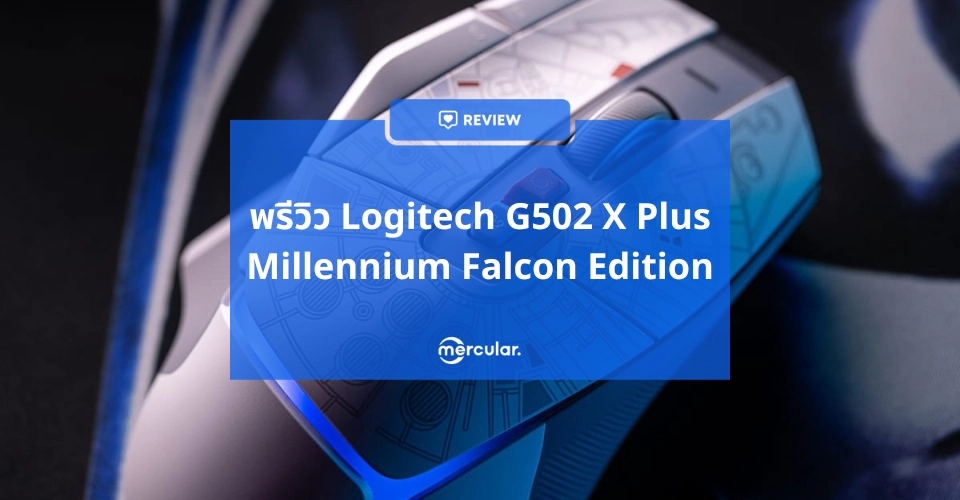 REVIEW
พรีวิว Logitech G502 X Plus
Millennium Falcon Edition
mercular.